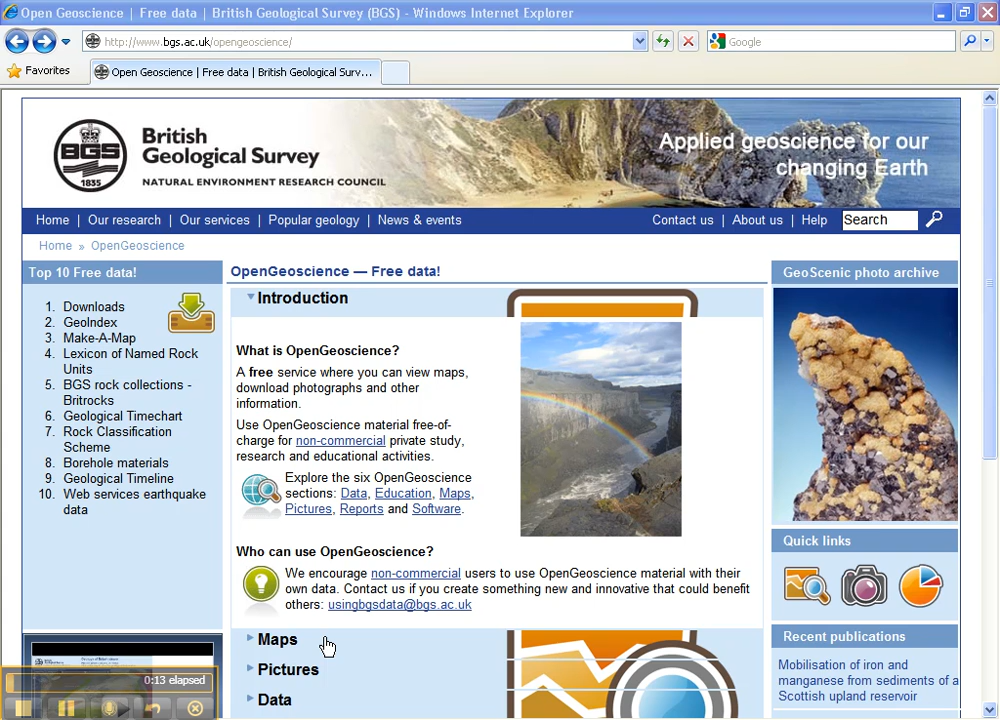 Open Geoscience | Free data | British Geological Survey (BGS) - Windows Internet Explorer
http://www.bgs.ac.uk/opengeoscience/
Google
Favorites
Open Geoscience | Free data | British Geological Surv...
BGS
1835
British
Geological Survey
NATURAL ENVIRONMENT RESEARCH COUNCIL
Applied geoscience for our
changing Earth
Home | Our research | Our services | Popular geology | News & events
Contact us | About us | Help
Search
Home » OpenGeoscience
Top 10 Free data!
1. Downloads
2. GeoIndex
3. Make-A-Map
4. Lexicon of Named Rock
Units
5. BGS rock collections -
Britrocks
6. Geological Timechart
7. Rock Classification
Scheme
8. Borehole materials
9. Geological Timeline
10. Web services earthquake
data
0:13 elapsed
OpenGeoscience — Free data!
Introduction
What is OpenGeoscience?
A free service where you can view maps,
download photographs and other
information.
Use OpenGeoscience material free-of-
charge for non-commercial private study,
research and educational activities.
Explore the six OpenGeoscience
sections: Data, Education, Maps,
Pictures, Reports and Software.
Who can use OpenGeoscience?
We encourage non-commercial users to use OpenGeoscience material with their
own data. Contact us if you create something new and innovative that could benefit
others: usingbgsdata@bgs.ac.uk
Maps
Pictures
Data
GeoScenic photo archive
Quick links
Recent publications
Mobilisation of iron and
manganese from sediments of a
Scottish upland reservoir